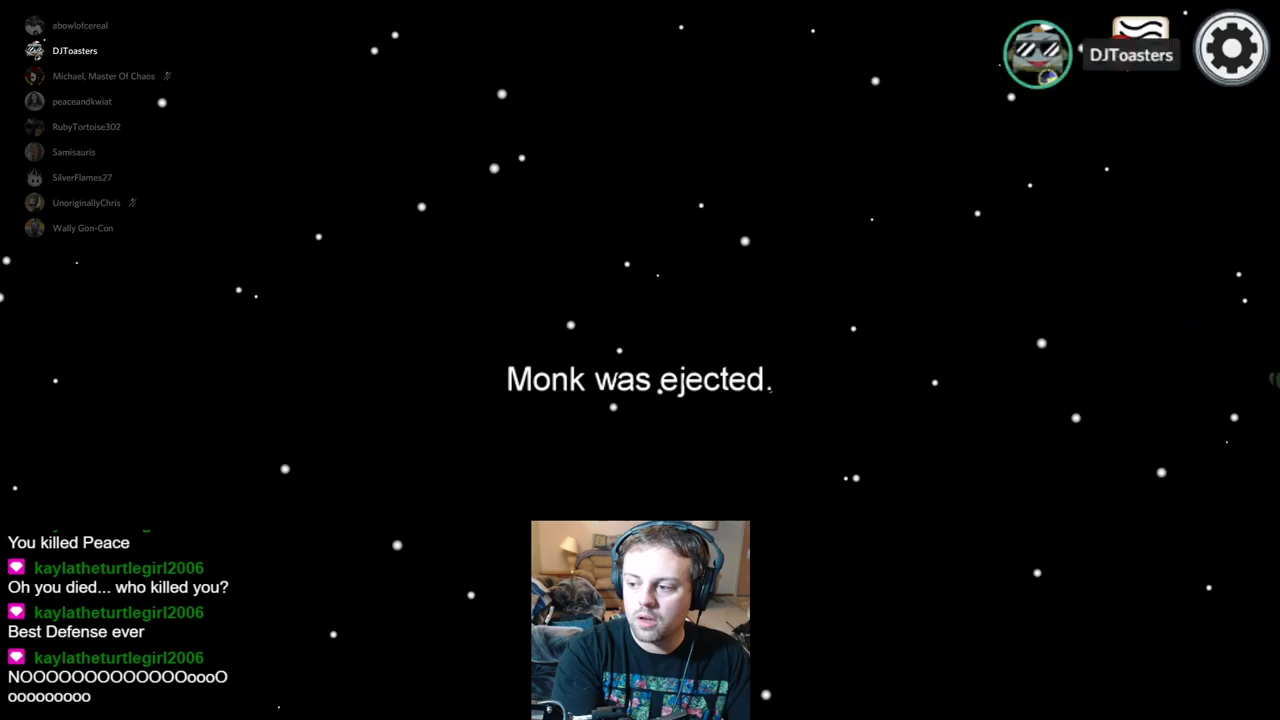 abowlofcereal
DJToasters
Michael, Master Of Chaos
peaceandkwiat
RubyTortoise302
Samisauris
SilverFlames27
UnoriginallyChris
Wally Gon-Con
DJToasters
Monk was ejected.
You killed Peace
kaylatheturtlegirl2006
Oh you died... who killed you?
kaylatheturtlegirl2006
Best Defense ever
kaylatheturtlegirl2006
NOOOOOOOOOOOOOoooO
ooooooooo